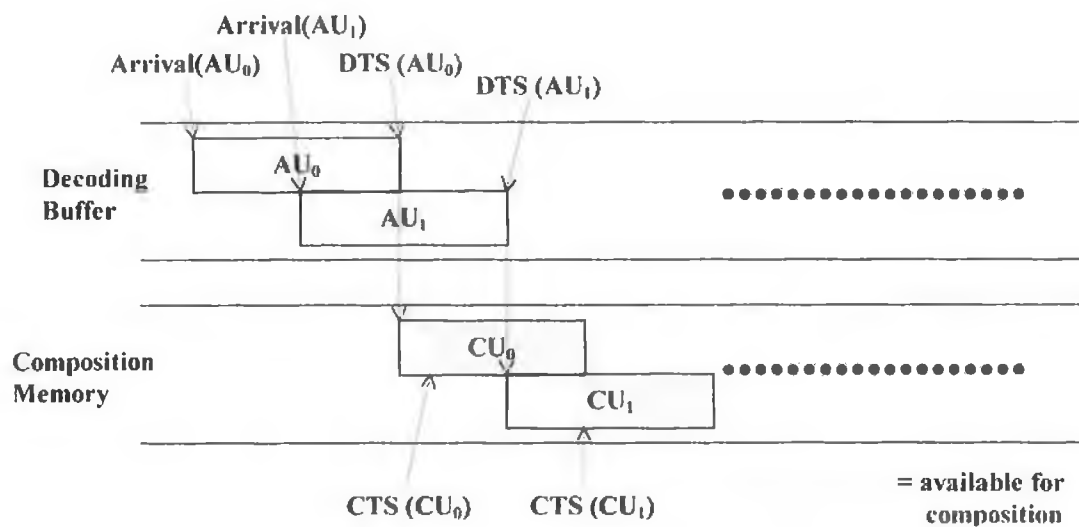 Arrival(AU₁)
Arrival(AU₀)
DTS (AU₀)
DTS (AU₁)
AU₀
Decoding
Buffer
AU₁
CU₀
Composition
Memory
CU₁
CTS (CU₀)
CTS (CU₁)
= available for
composition